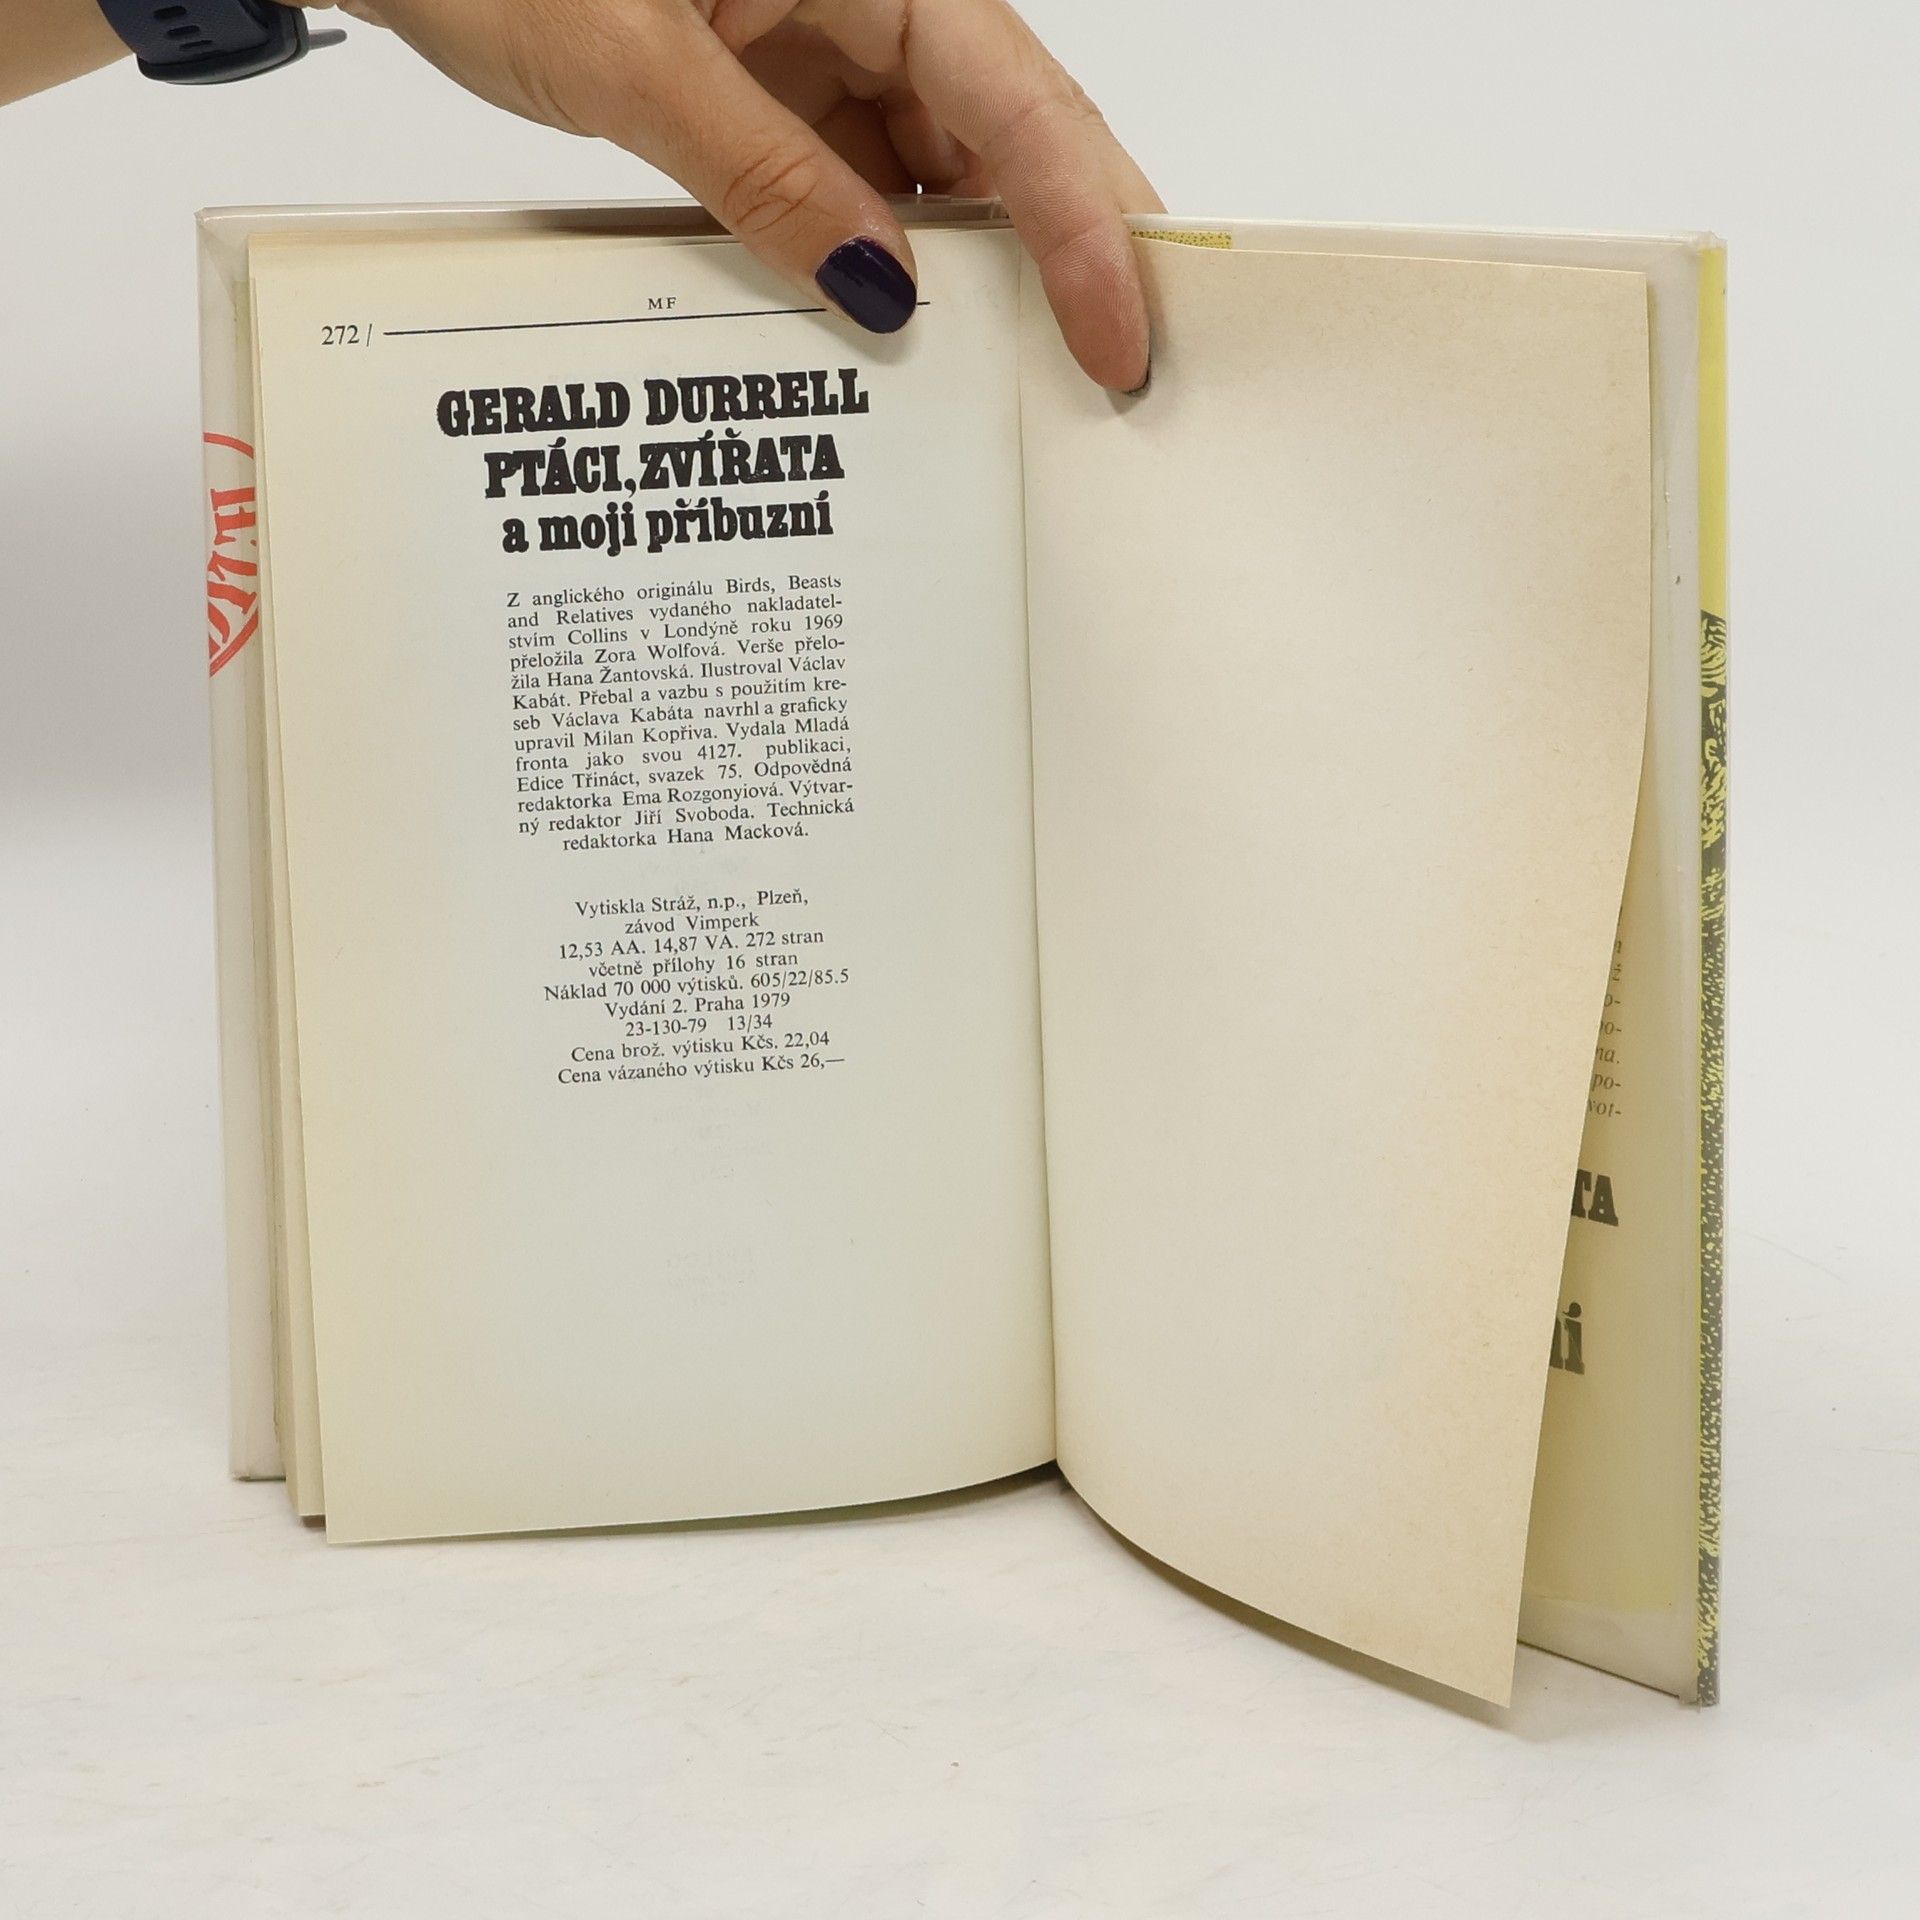 MF
272 /
GERALD DURRELL
PTÁCI, ZVÍŘATA
a moji příbuzní
Z anglického originálu Birds, Beasts
and Relatives vydaného nakladatel-
stvím Collins v Londýně roku 1969
přeložila Zora Wolfová. Verše přelo-
žila Hana Žantovská. Ilustroval Václav
Kabát. Přebal a vazbu s použitím kre-
seb Václava Kabáta navrhl a graficky
upravil Milan Kopřiva. Vydala Mladá
fronta jako svou 4127. publikaci,
Edice Třináct, svazek 75. Odpovědná
redaktorka Ema Rozgonyiová. Výtvar-
ný redaktor Jiří Svoboda. Technická
redaktorka Hana Macková.
Vytiskla Stráž, n.p., Plzeň,
závod Vimperk
12,53 AA. 14,87 VA. 272 stran
včetně přílohy 16 stran
Náklad 70 000 výtisků. 605/22/85.5
Vydání 2. Praha 1979
23-130-79 13/34
Cena brož. výtisku Kčs. 22,04
Cena vázaného výtisku Kčs 26,—